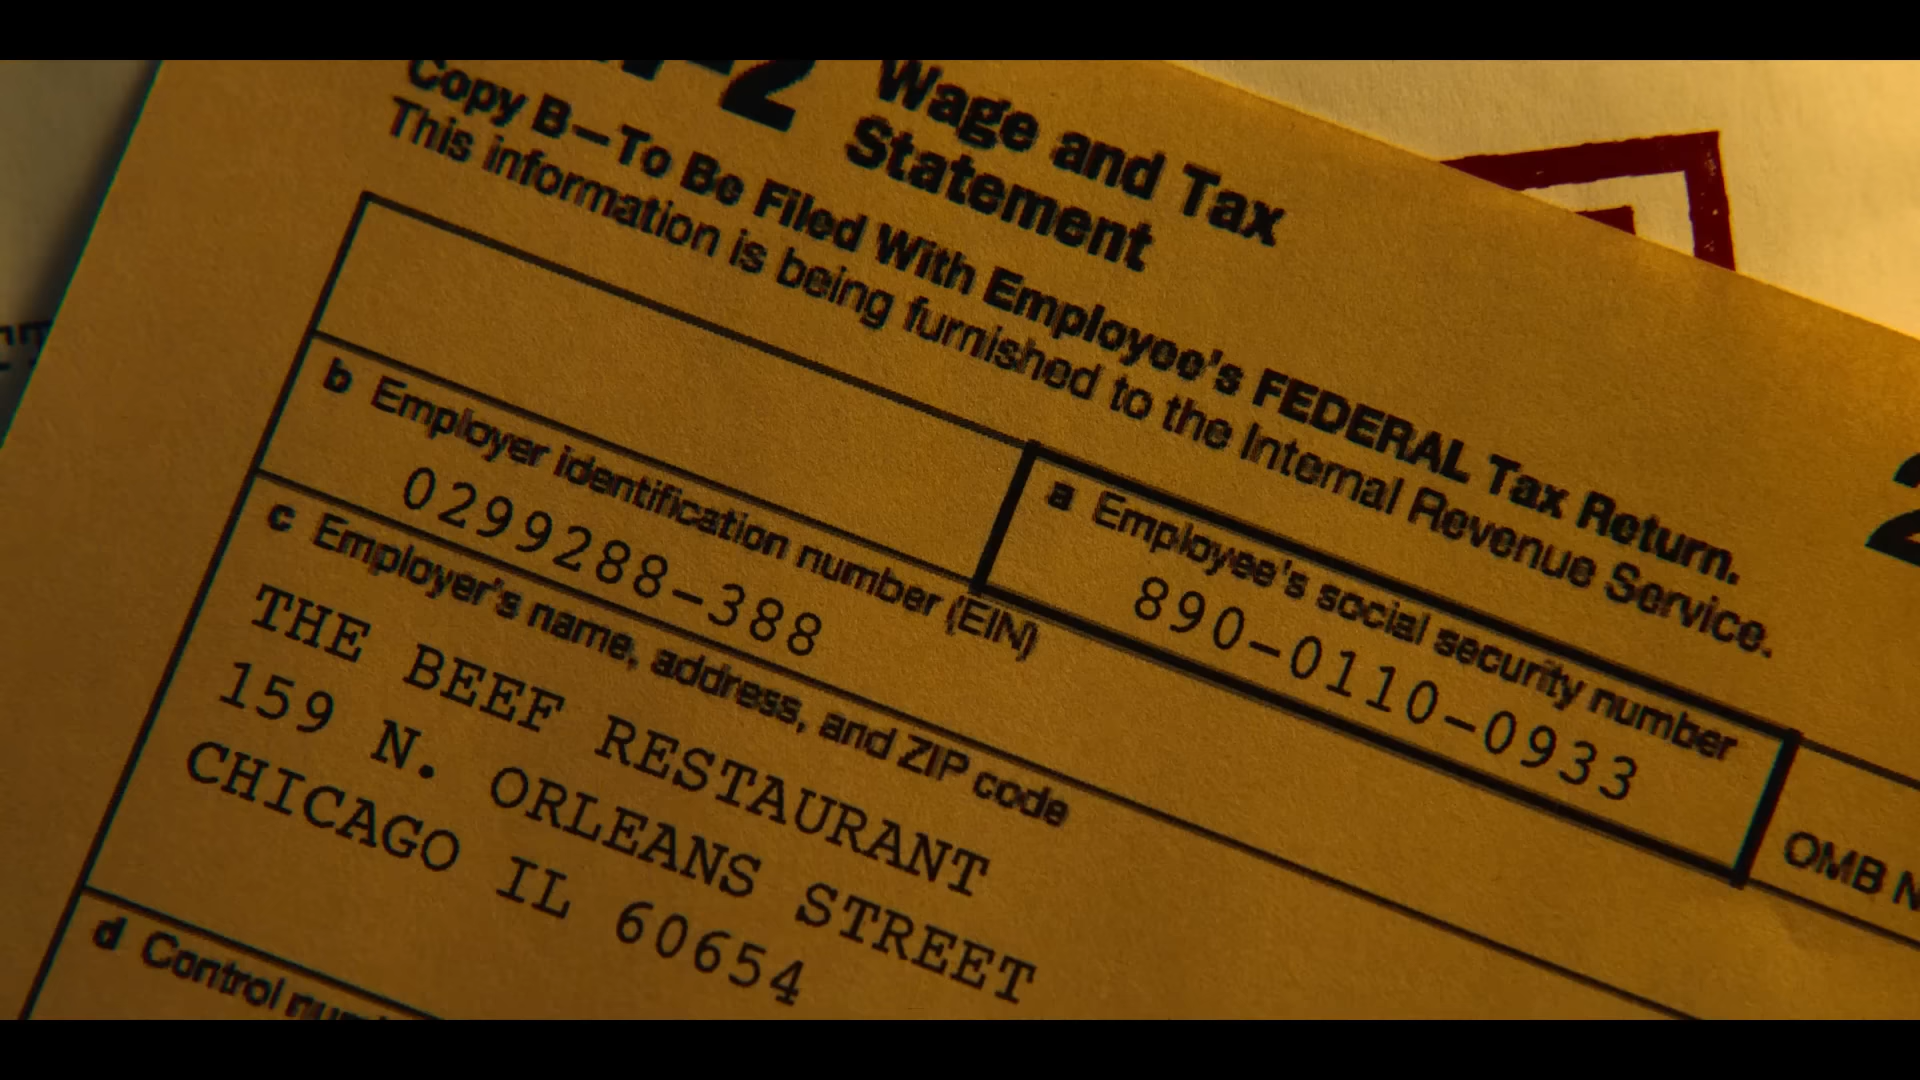 W-2 Wage and Tax
Statement
Copy B—To Be Filed With Employee's FEDERAL Tax Return.
This information is being furnished to the Internal Revenue Service.
a Employee's social security number
890-0110-0933
OMB N
b Employer identification number (EIN)
0299288-388
c Employer's name, address, and ZIP code
THE BEEF RESTAURANT
159 N. ORLEANS STREET
CHICAGO IL 60654
d Control num